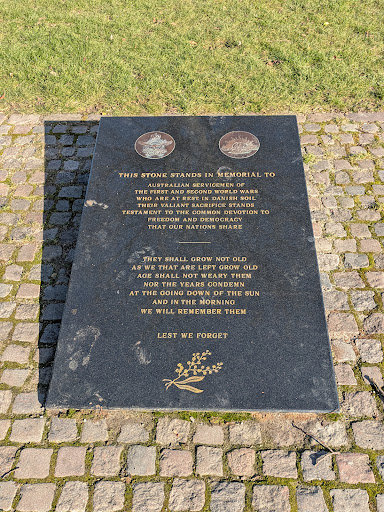 THIS STONE STANDS IN MEMORIAL TO
AUSTRALIAN SERVICEMEN OF
THE FIRST AND SECOND WORLD WARS
WHO ARE AT REST IN DANISH SOIL
THEIR VALIANT SACRIFICE STANDS
TESTAMENT TO THE COMMON DEVOTION TO
FREEDOM AND DEMOCRACY
THAT OUR NATIONS SHARE
THEY SHALL GROW NOT OLD
AS WE THAT ARE LEFT GROW OLD
AGE SHALL NOT WEARY THEM
NOR THE YEARS CONDEMN
AT THE GOING DOWN OF THE SUN
AND IN THE MORNING
WE WILL REMEMBER THEM
LEST WE FORGET